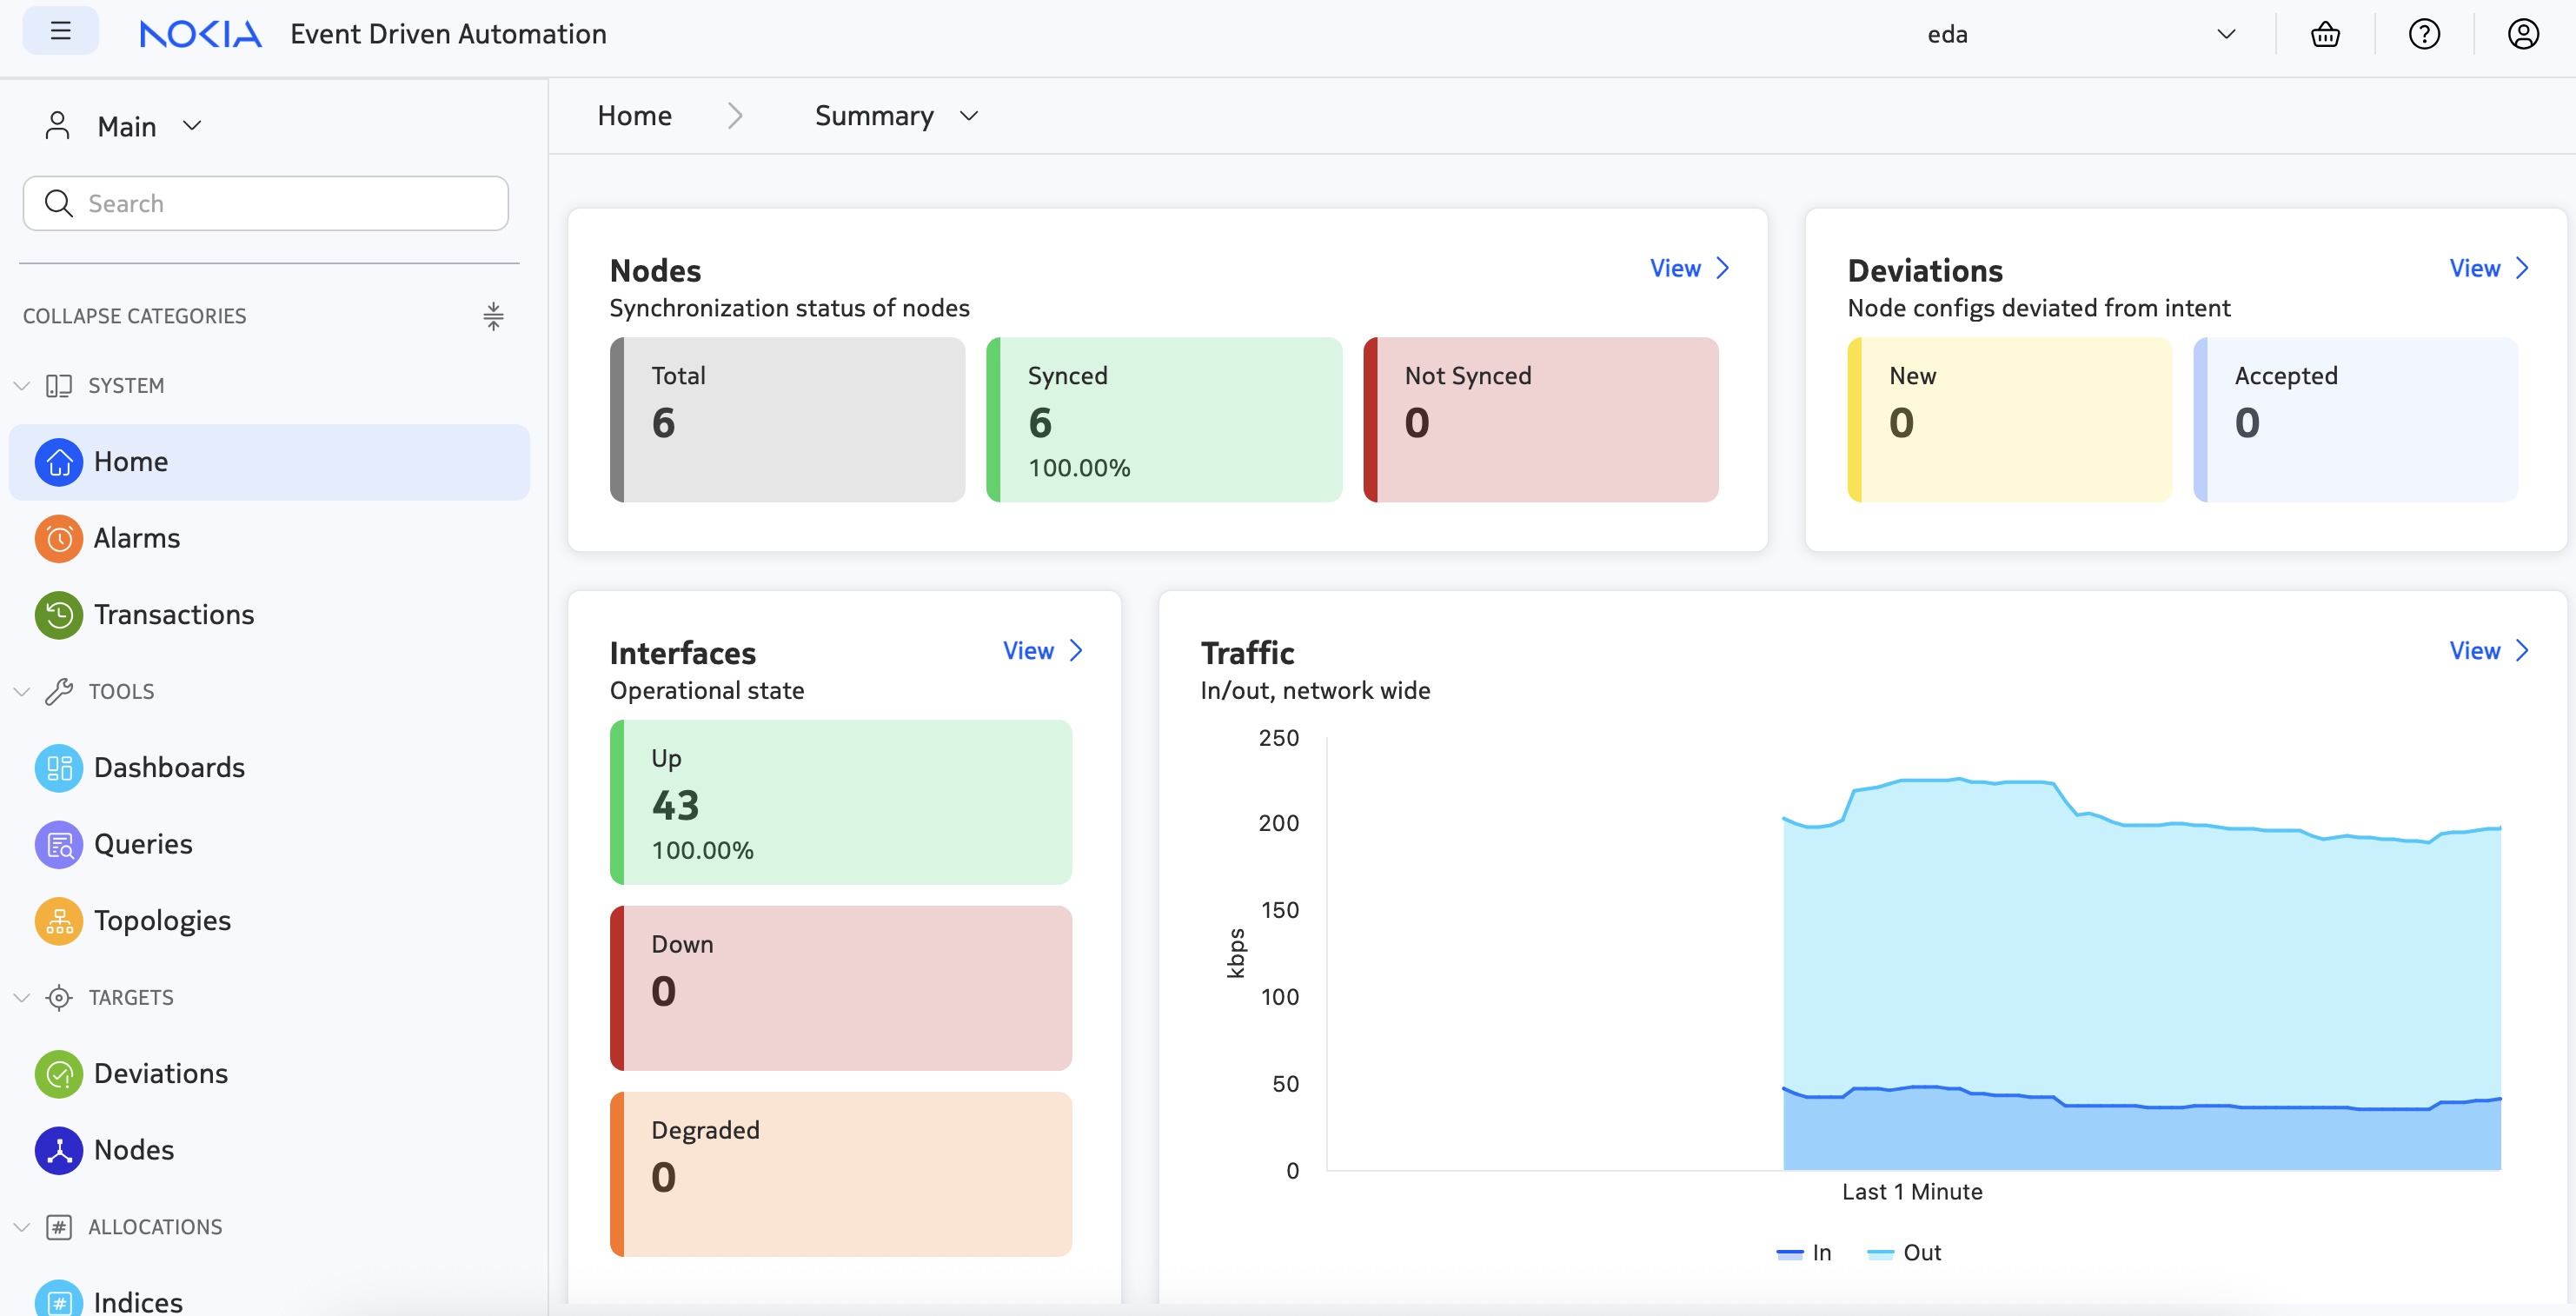 NOKIA Event Driven Automation
eda
Main
Search
COLLAPSE CATEGORIES
SYSTEM
Home
Alarms
Transactions
TOOLS
Dashboards
Queries
Topologies
TARGETS
Deviations
Nodes
ALLOCATIONS
Indices
Home
Summary
Nodes
View
Synchronization status of nodes
Total
6
Synced
6
100.00%
Not Synced
0
Deviations
View
Node configs deviated from intent
New
0
Accepted
0
Interfaces
View
Operational state
Up
43
100.00%
Down
0
Degraded
0
Traffic
View
In/out, network wide
250
200
150
100
50
0
kbps
Last 1 Minute
In
Out